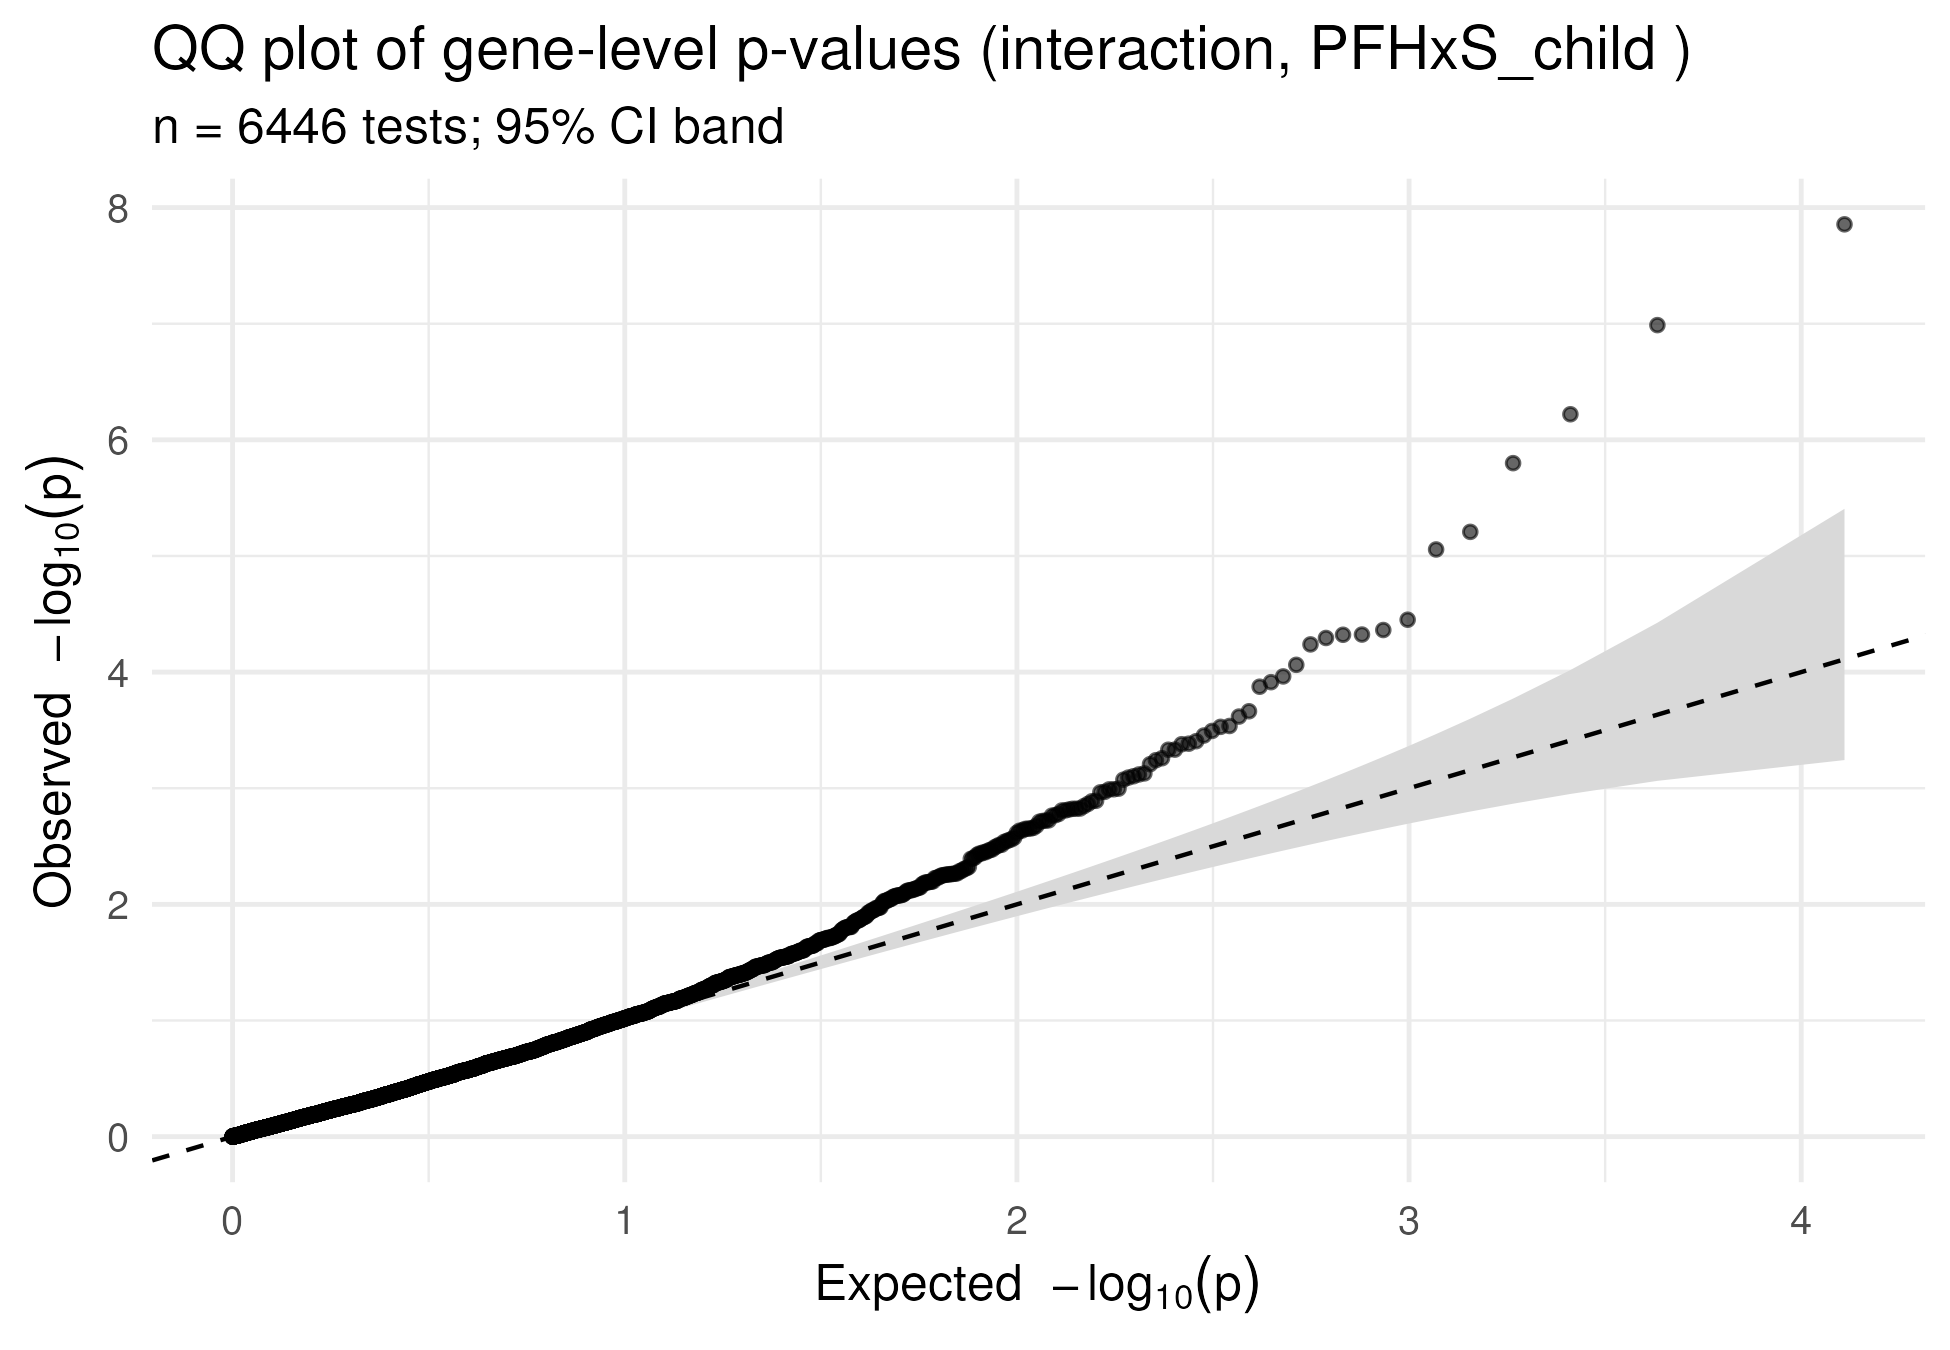 QQ plot of gene-level p-values (interaction, PFHxS_child )
n = 6446 tests; 95% CI band
8
6
4
2
0
Observed −log10(p)
0 1 2 3 4
Expected −log10(p)